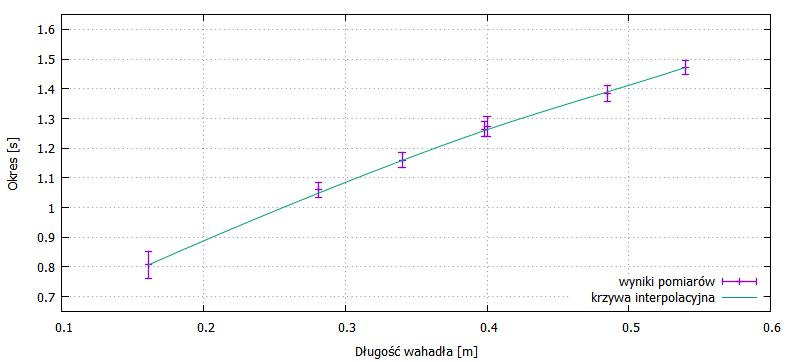 1.6
1.5
1.4
1.3
1.2
1.1
1
0.9
0.8
0.7
Okres [s]
wyniki pomiarów
krzywa interpolacyjna
0.1 0.2 0.3 0.4 0.5 0.6
Długość wahadła [m]